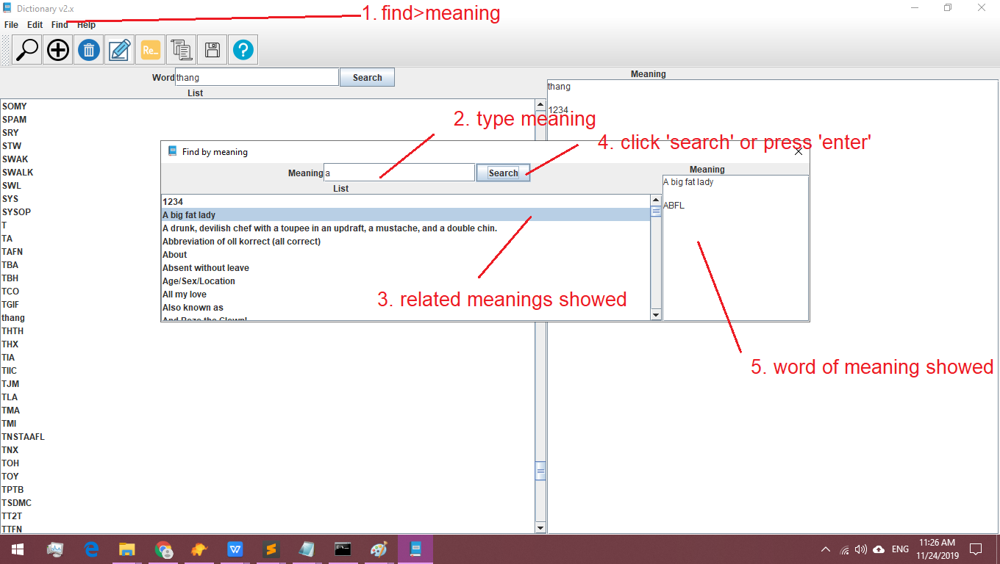 Dictionary v2.x
1. find>meaning
File Edit Find Help
Re_
Word thang Search
Meaning
List
thang
1234
SOMY
SPAM
SRY
STW
SWAK
SWALK
SWL
SYS
SYSOP
T
TA
TAFN
TBA
TBH
TCO
TGIF
thang
THTH
THX
TIA
TIIC
TJM
TLA
TMA
TMI
TNSTAAFL
TNX
TOH
TOY
TPTB
TSDMC
TT2T
TTFN
2. type meaning
4. click 'search' or press 'enter'
Find by meaning
Meaning a Search
List
1234
A big fat lady
A drunk, devilish chef with a toupee in an updraft, a mustache, and a double chin.
Abbreviation of oll korrect (all correct)
About
Absent without leave
Age/Sex/Location
All my love
Also known as
And Bozo the Clown!
Meaning
A big fat lady
ABFL
3. related meanings showed
5. word of meaning showed
ENG
11:26 AM
11/24/2019